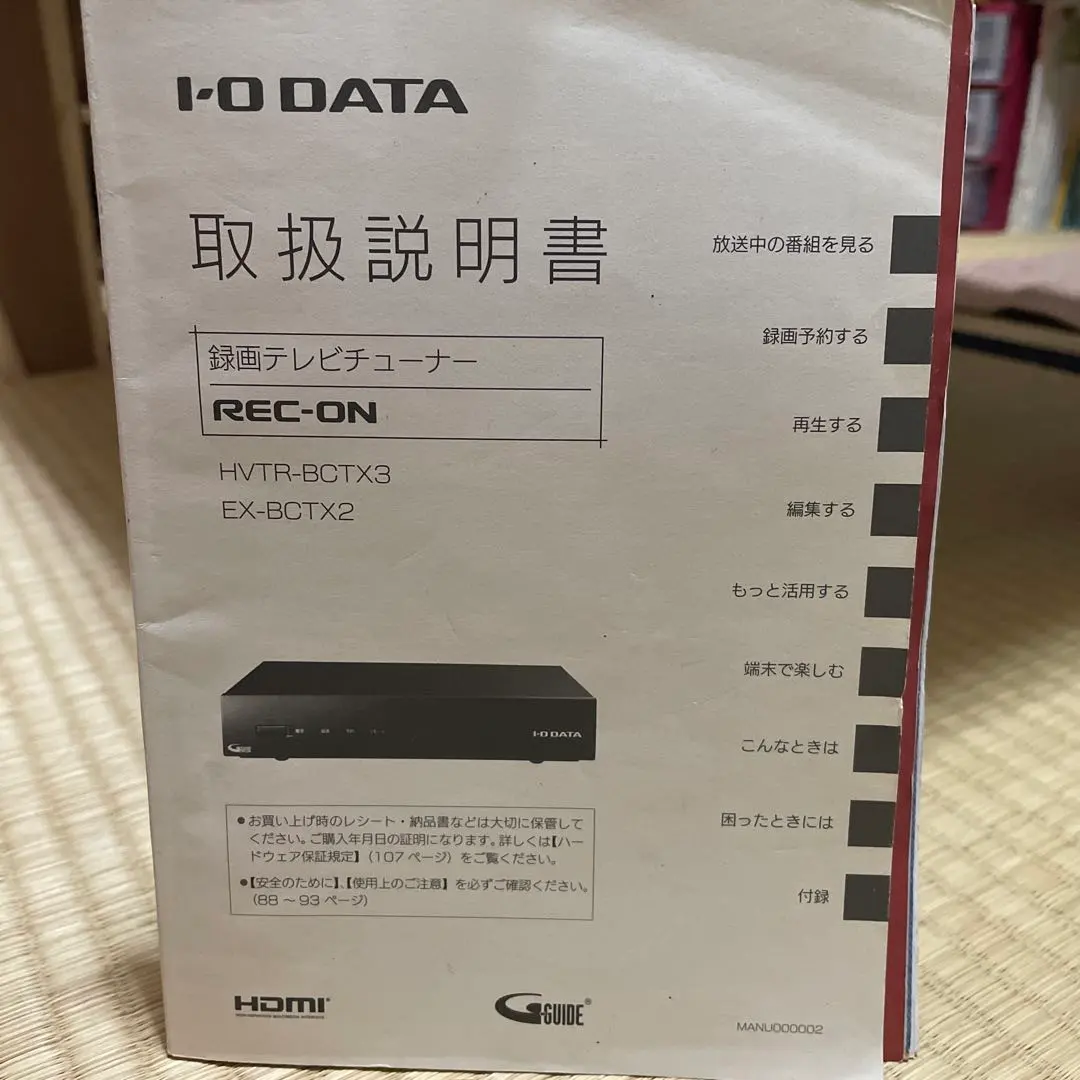 I-O DATA
取扱説明書
録画テレビチューナー
REC-ON
HVTR-BCTX3
EX-BCTX2
放送中の番組を見る
録画予約する
再生する
編集する
もっと活用する
端末で楽しむ
こんなときは
困ったときには
付録
I-O DATA
●お買い上げ時のレシート・納品書などは大切に保管して
ください。ご購入年月日の証明になります。詳しくは【ハー
ドウェア保証規定】（107 ページ）をご覧ください。
●【安全のために】、【使用上のご注意】を必ずご確認ください。
（88 ～ 93 ページ）
HDMI®
HIGH-DEFINITION MULTIMEDIA INTERFACE
G-GUIDE®
MANU000002